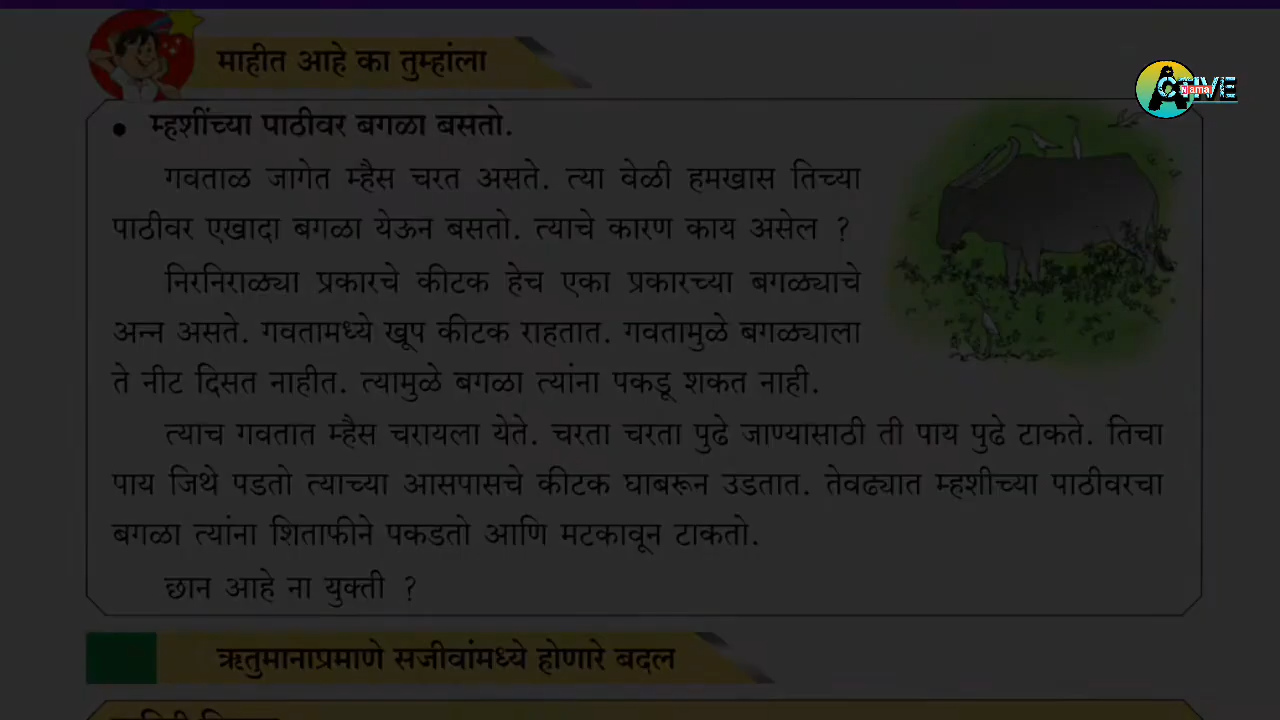 माहीत आहे का तुम्हांला
ACTIVE
Nama
• म्हशींच्या पाठीवर बगळा बसतो.
गवताळ जागेत म्हैस चरत असते. त्या वेळी हमखास तिच्या
पाठीवर एखादा बगळा येऊन बसतो. त्याचे कारण काय असेल ?
निरनिराळ्या प्रकारचे कीटक हेच एका प्रकारच्या बगळ्याचे
अन्न असते. गवतामध्ये खूप कीटक राहतात. गवतामुळे बगळ्याला
ते नीट दिसत नाहीत. त्यामुळे बगळा त्यांना पकडू शकत नाही.
त्याच गवतात म्हैस चरायला येते. चरता चरता पुढे जाण्यासाठी ती पाय पुढे टाकते. तिचा
पाय जिथे पडतो त्याच्या आसपासचे कीटक घाबरून उडतात. तेवढ्यात म्हशीच्या पाठीवरचा
बगळा त्यांना शिताफीने पकडतो आणि मटकावून टाकतो.
छान आहे ना युक्ती ?
ऋतुमानाप्रमाणे सजीवांमध्ये होणारे बदल